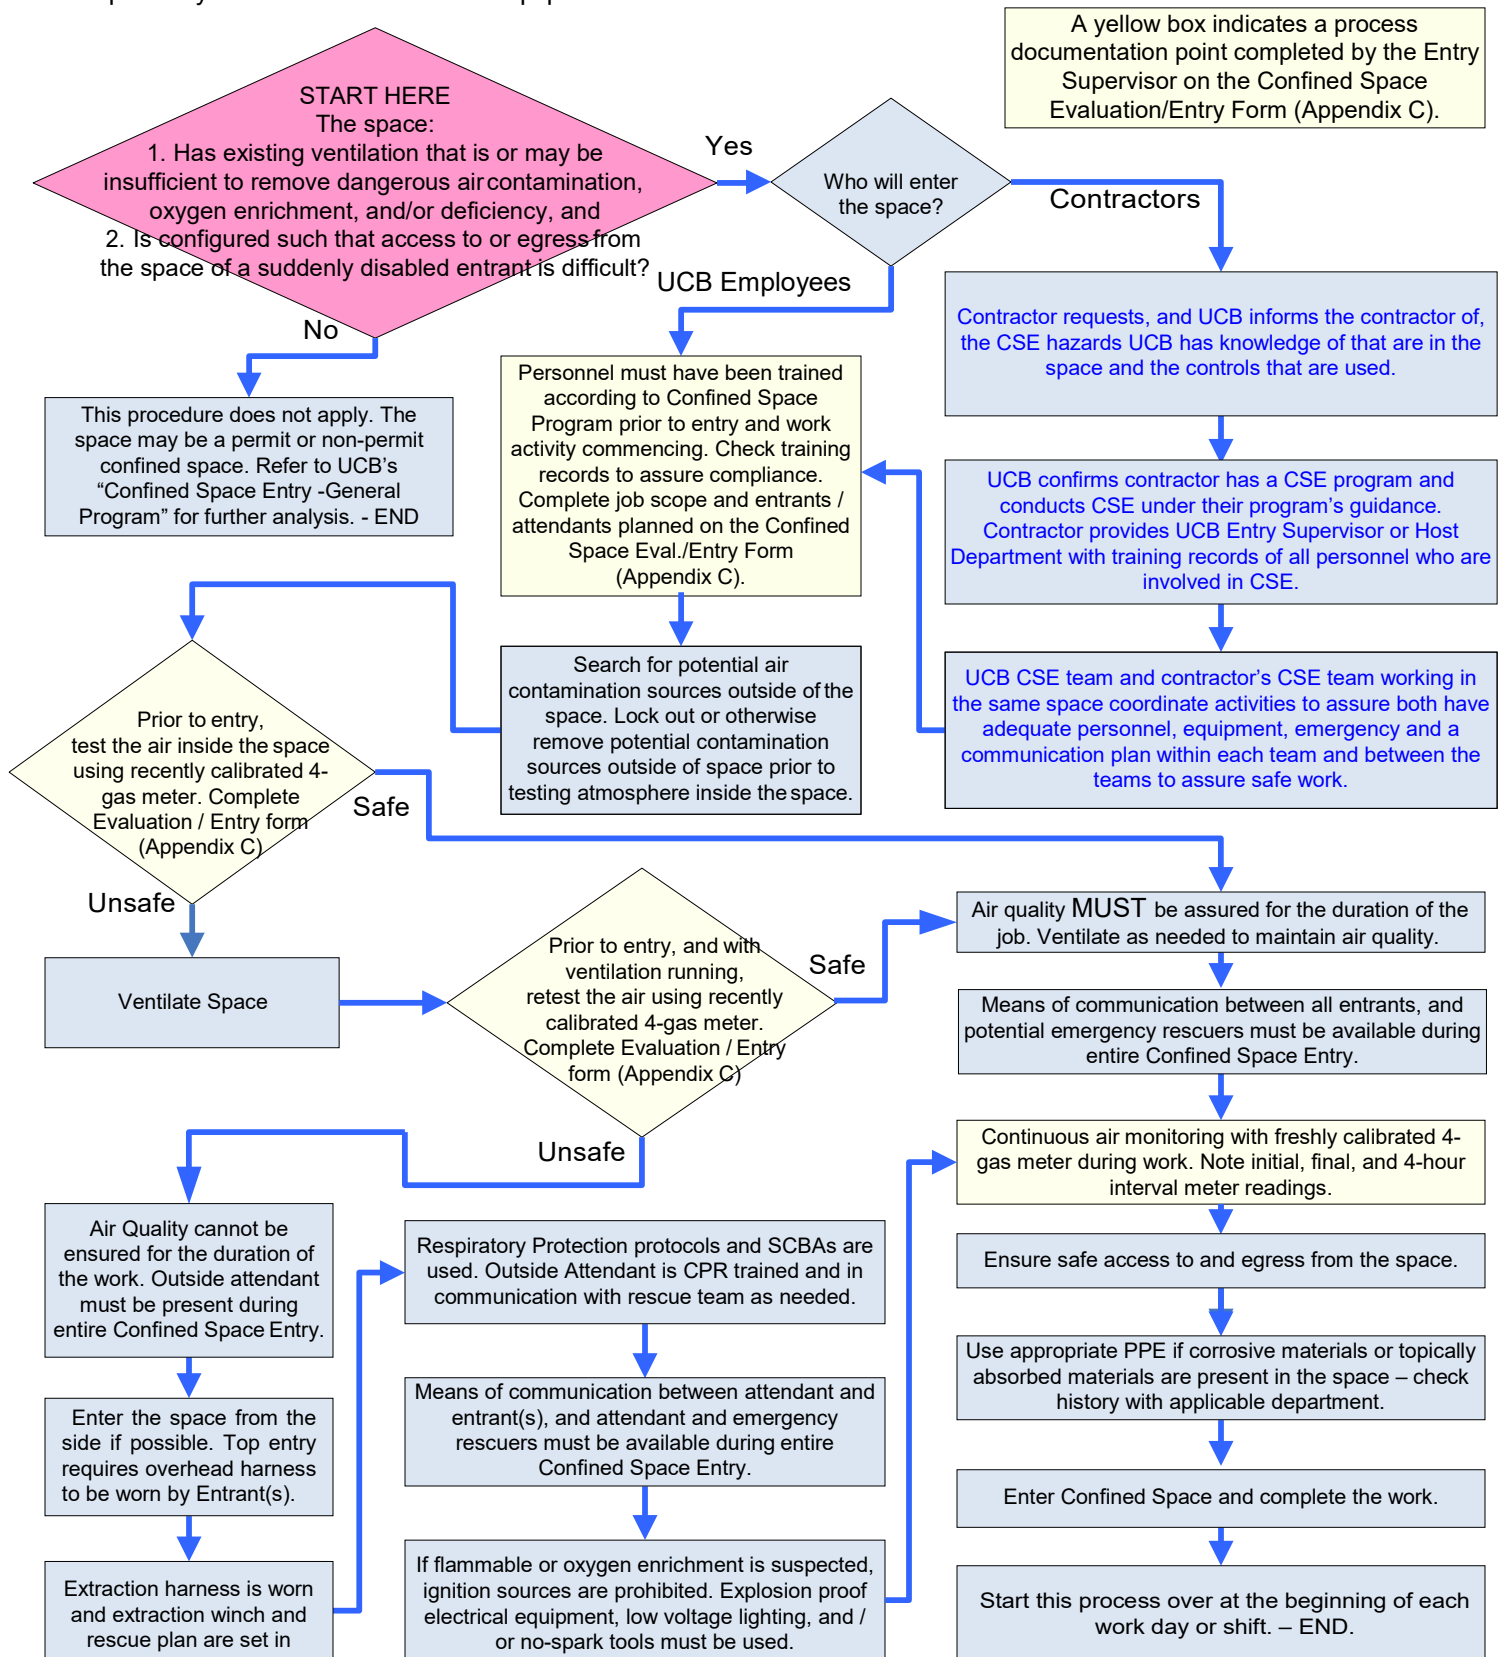 A yellow box indicates a process
documentation point completed by the Entry
Supervisor on the Confined Space
Evaluation/Entry Form (Appendix C).
START HERE
The space:
1. Has existing ventilation that is or may be
insufficient to remove dangerous air contamination,
oxygen enrichment, and/or deficiency, and
2. Is configured such that access to or egress from
the space of a suddenly disabled entrant is difficult?
Yes
Who will enter
the space?
Contractors
UCB Employees
No
This procedure does not apply. The
space may be a permit or non-permit
confined space. Refer to UCB’s
“Confined Space Entry -General
Program” for further analysis. - END
Personnel must have been trained
according to Confined Space
Program prior to entry and work
activity commencing. Check training
records to assure compliance.
Complete job scope and entrants /
attendants planned on the Confined
Space Eval./Entry Form
(Appendix C).
Contractor requests, and UCB informs the contractor of,
the CSE hazards UCB has knowledge of that are in the
space and the controls that are used.
UCB confirms contractor has a CSE program and
conducts CSE under their program’s guidance.
Contractor provides UCB Entry Supervisor or Host
Department with training records of all personnel who are
involved in CSE.
UCB CSE team and contractor’s CSE team working in
the same space coordinate activities to assure both have
adequate personnel, equipment, emergency and a
communication plan within each team and between the
teams to assure safe work.
Search for potential air
contamination sources outside of the
space. Lock out or otherwise
remove potential contamination
sources outside of space prior to
testing atmosphere inside the space.
Prior to entry,
test the air inside the space
using recently calibrated 4-
gas meter. Complete
Evaluation / Entry form
(Appendix C)
Safe
Unsafe
Ventilate Space
Prior to entry, and with
ventilation running,
retest the air using recently
calibrated 4-gas meter.
Complete Evaluation / Entry
form (Appendix C)
Safe
Unsafe
Air quality MUST be assured for the duration of the
job. Ventilate as needed to maintain air quality.
Means of communication between all entrants, and
potential emergency rescuers must be available during
entire Confined Space Entry.
Continuous air monitoring with freshly calibrated 4-
gas meter during work. Note initial, final, and 4-hour
interval meter readings.
Ensure safe access to and egress from the space.
Use appropriate PPE if corrosive materials or topically
absorbed materials are present in the space – check
history with applicable department.
Enter Confined Space and complete the work.
Start this process over at the beginning of each
work day or shift. – END.
Air Quality cannot be
ensured for the duration of
the work. Outside attendant
must be present during
entire Confined Space Entry.
Enter the space from the
side if possible. Top entry
requires overhead harness
to be worn by Entrant(s).
Extraction harness is worn
and extraction winch and
rescue plan are set in
Respiratory Protection protocols and SCBAs are
used. Outside Attendant is CPR trained and in
communication with rescue team as needed.
Means of communication between attendant and
entrant(s), and attendant and emergency
rescuers must be available during entire
Confined Space Entry.
If flammable or oxygen enrichment is suspected,
ignition sources are prohibited. Explosion proof
electrical equipment, low voltage lighting, and /
or no-spark tools must be used.